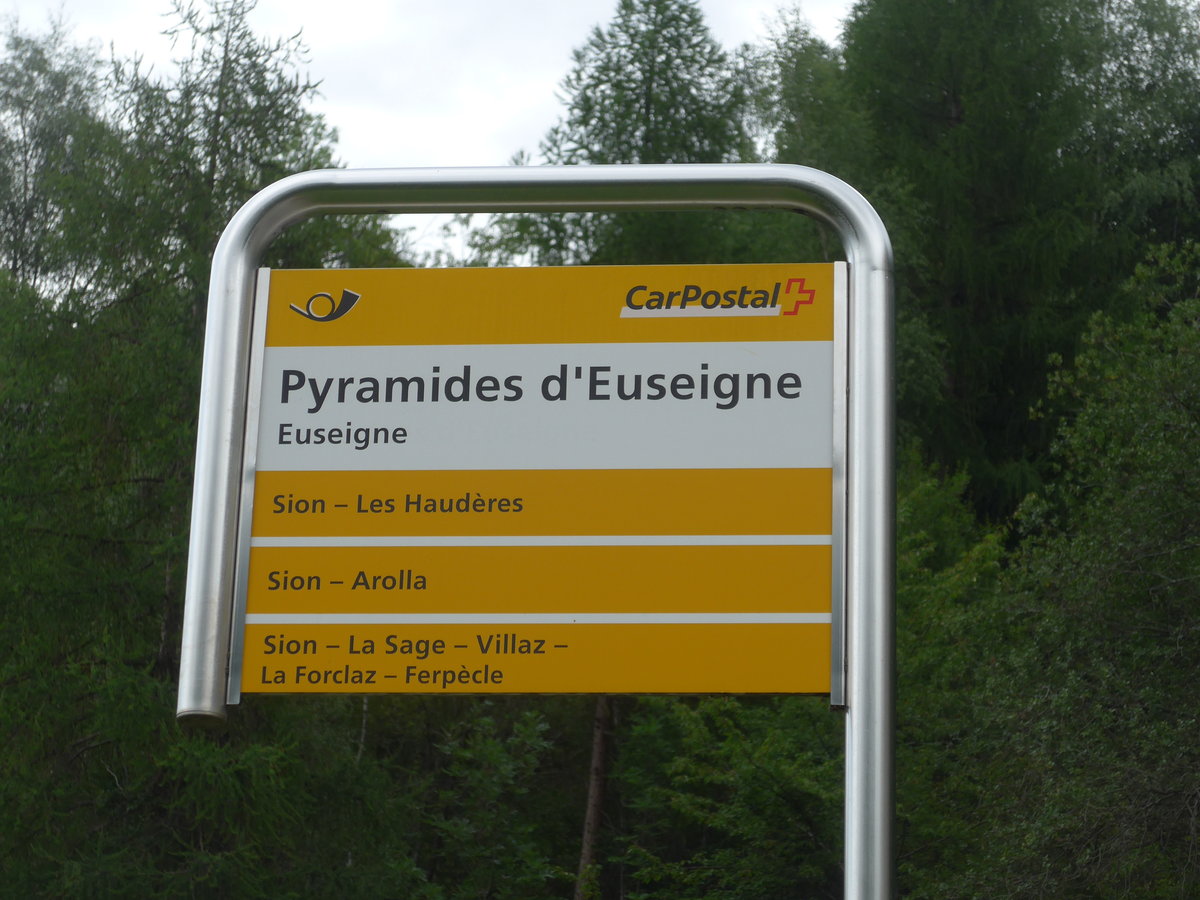 CarPostal
Pyramides d'Euseigne
Euseigne
Sion – Les Haudères
Sion – Arolla
Sion – La Sage – Villaz –
La Forclaz – Ferpècle